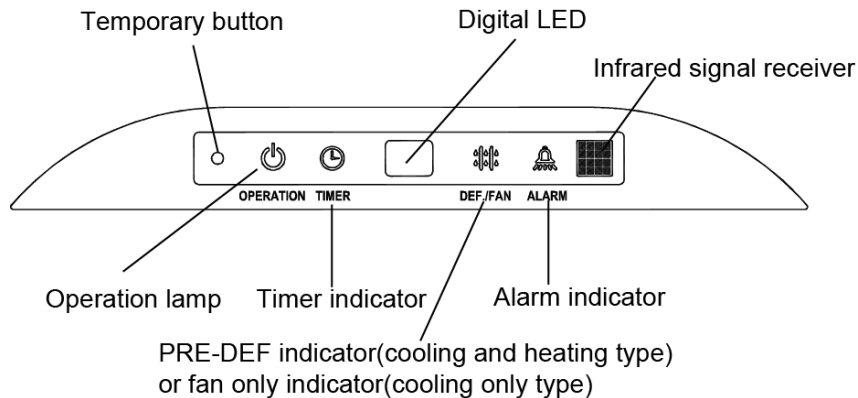 Temporary button
Digital LED
Infrared signal receiver
OPERATION TIMER DEF./FAN ALARM
Operation lamp
Timer indicator
Alarm indicator
PRE-DEF indicator(cooling and heating type)
or fan only indicator(cooling only type)